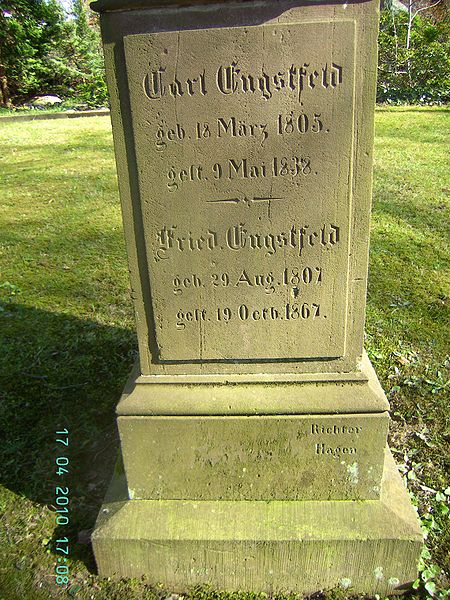 Carl Engstfeld
geb. 18 März 1805.
gest. 9 Mai 1838.
Fried. Engstfeld
geb. 29 Aug. 1807
gest. 19 Octb. 1867.
Richter
Hagen
17 04 2010 17:08